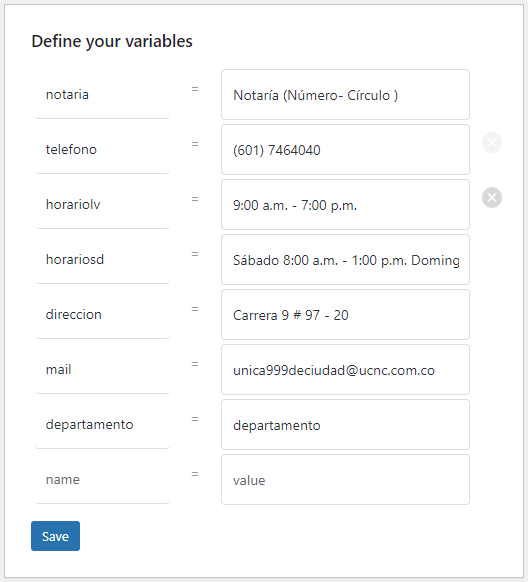 Define your variables
notaria = Notaría (Número- Círculo )
telefono = (601) 7464040
horariolv = 9:00 a.m. - 7:00 p.m.
horariosd = Sábado 8:00 a.m. - 1:00 p.m. Doming
direccion = Carrera 9 # 97 - 20
mail = unica999deciudad@ucnc.com.co
departamento = departamento
name = value
Save